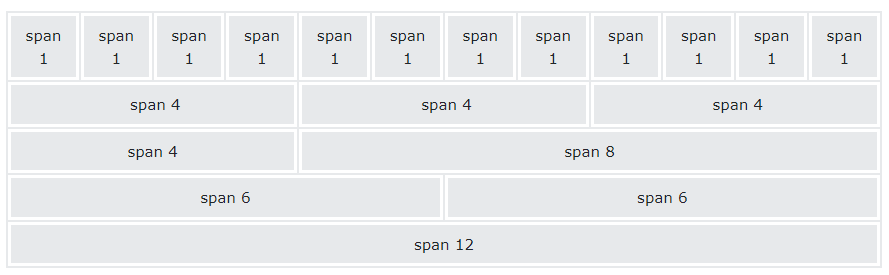 span span span span span span span span span span span span
1 1 1 1 1 1 1 1 1 1 1 1
span 4 span 4 span 4
span 4 span 8
span 6 span 6
span 12